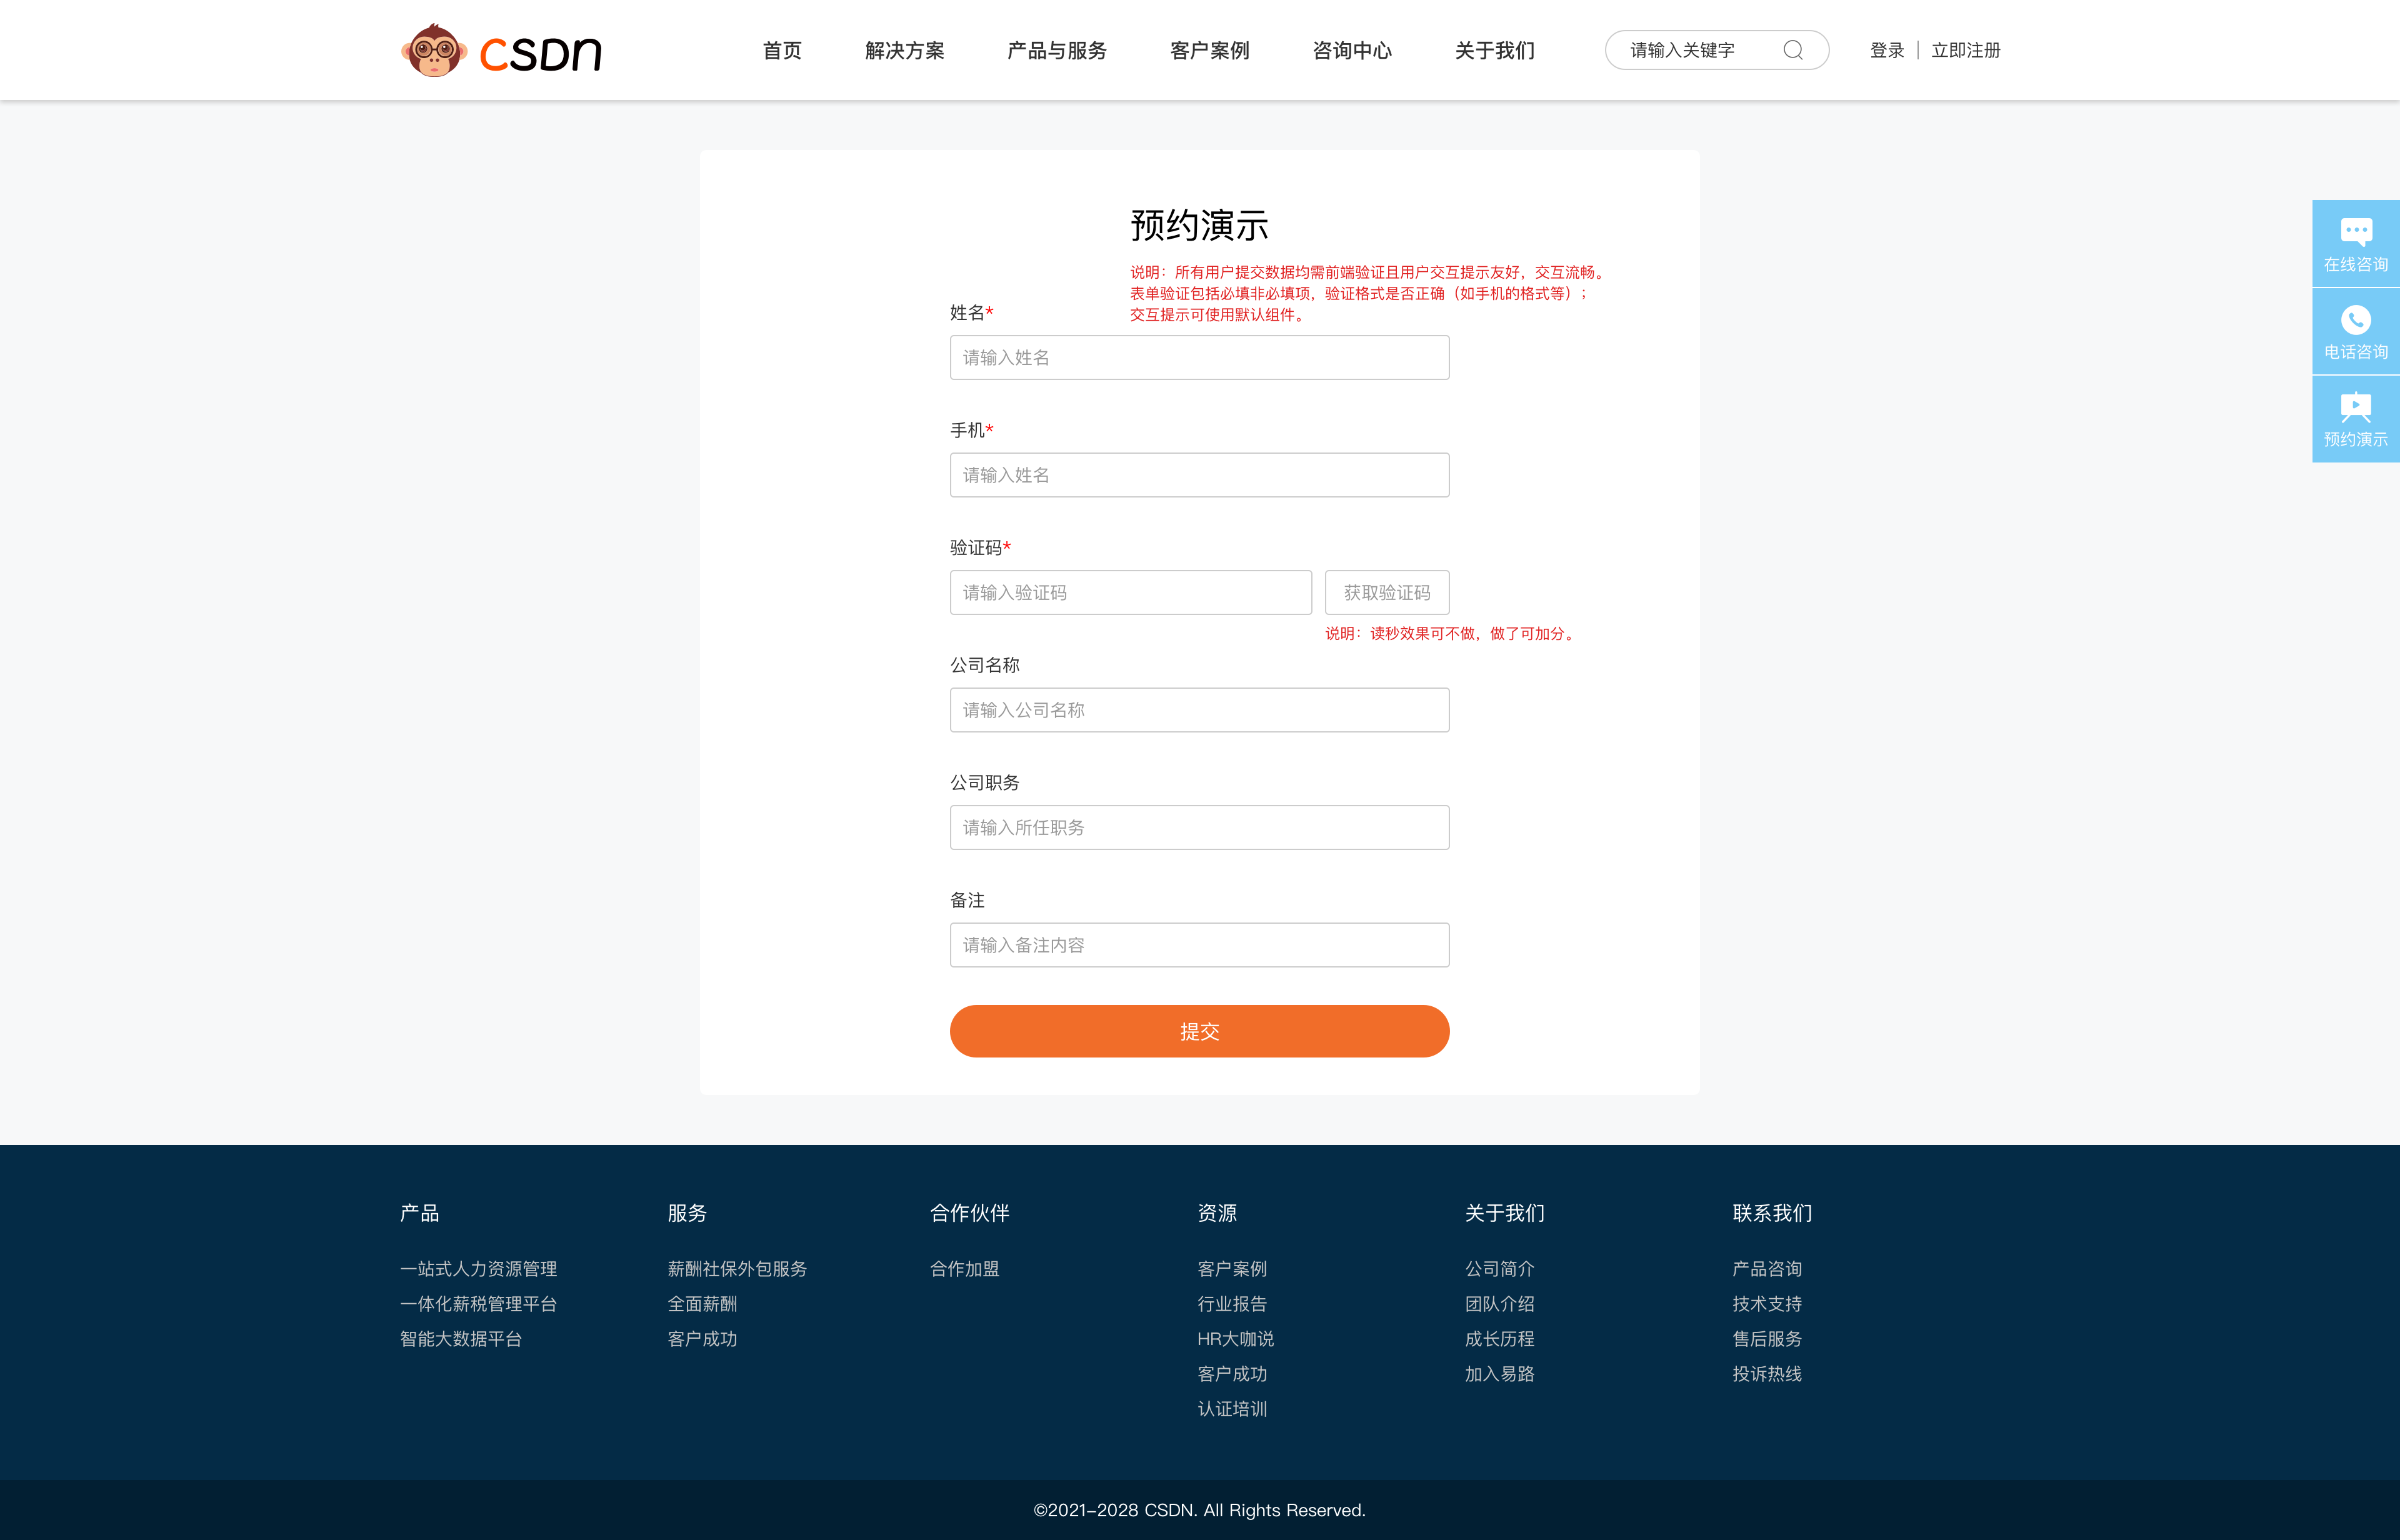 CSDN
首页 解决方案 产品与服务 客户案例 咨询中心 关于我们 请输入关键字 登录 立即注册
预约演示
说明：所有用户提交数据均需前端验证且用户交互提示友好，交互流畅。
表单验证包括必填非必填项，验证格式是否正确（如手机的格式等）；
交互提示可使用默认组件。
姓名*
请输入姓名
手机*
请输入姓名
验证码*
请输入验证码 获取验证码
说明：读秒效果可不做，做了可加分。
公司名称
请输入公司名称
公司职务
请输入所任职务
备注
请输入备注内容
提交
在线咨询
电话咨询
预约演示
产品 服务 合作伙伴 资源 关于我们 联系我们
一站式人力资源管理 薪酬社保外包服务 合作加盟 客户案例 公司简介 产品咨询
一体化薪税管理平台 全面薪酬 行业报告 团队介绍 技术支持
智能大数据平台 客户成功 HR大咖说 成长历程 售后服务
客户成功 加入易路 投诉热线
认证培训
©2021-2028 CSDN. All Rights Reserved.